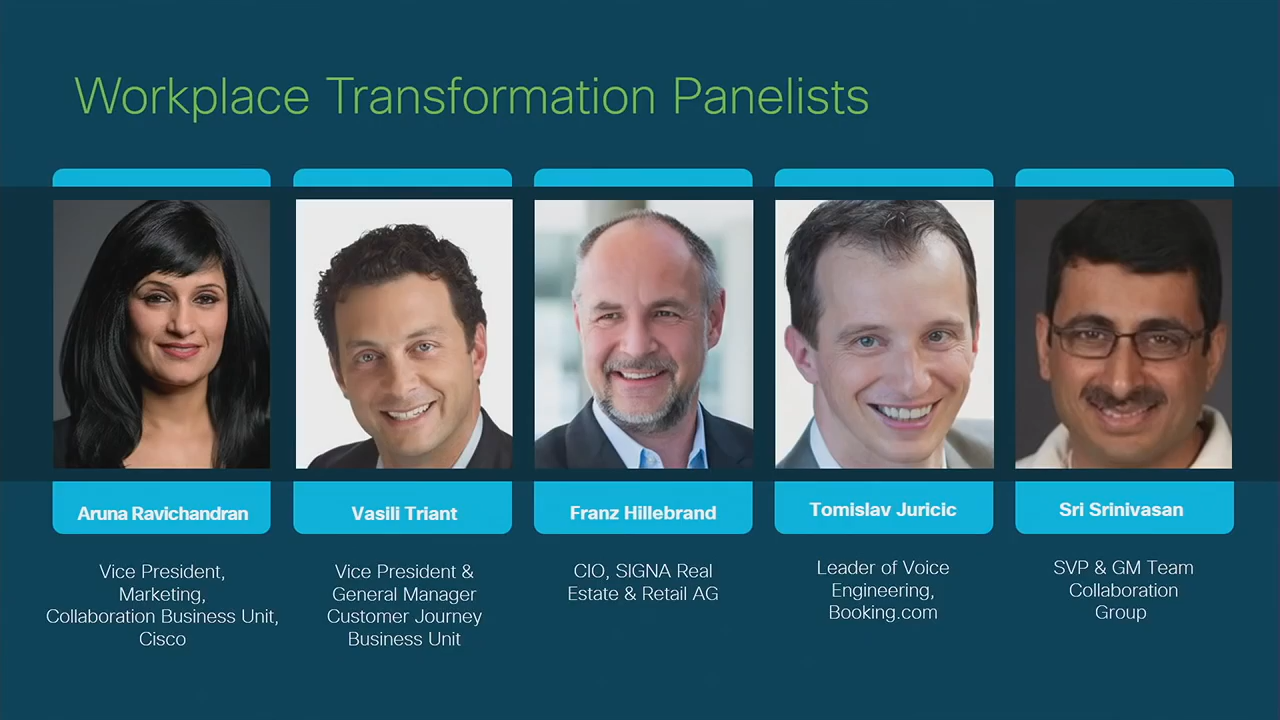 Workplace Transformation Panelists
Aruna Ravichandran
Vice President,
Marketing,
Collaboration Business Unit,
Cisco
Vasili Triant
Vice President &
General Manager
Customer Journey
Business Unit
Franz Hillebrand
CIO, SIGNA Real
Estate & Retail AG
Tomislav Juricic
Leader of Voice
Engineering,
Booking.com
Sri Srinivasan
SVP & GM Team
Collaboration
Group